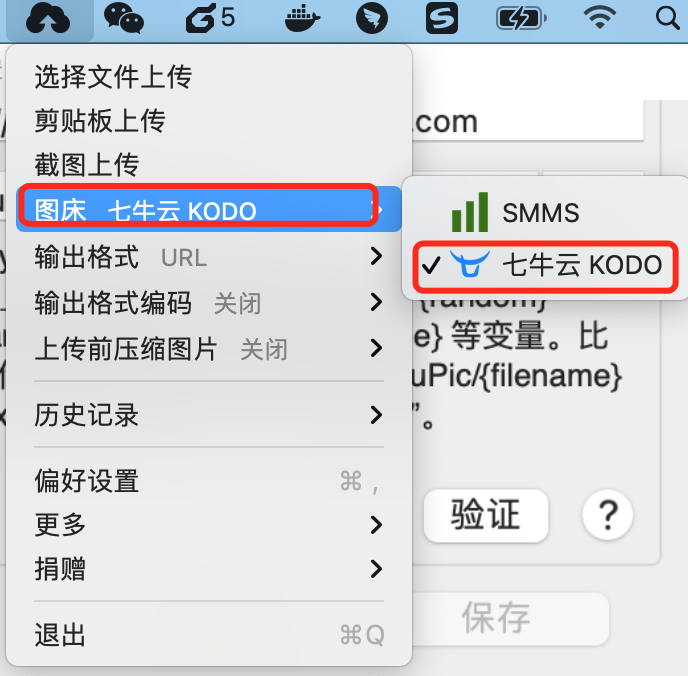 5
选择文件上传
剪贴板上传
截图上传
图床 七牛云 KODO
输出格式 URL
输出格式编码 关闭
上传前压缩图片 关闭
历史记录
偏好设置 ⌘ ,
更多
捐赠
退出 ⌘Q
.com
SMMS
✓ 七牛云 KODO
{random}
e} 等变量。比
uPic/{filename}
”。
验证
?
保存